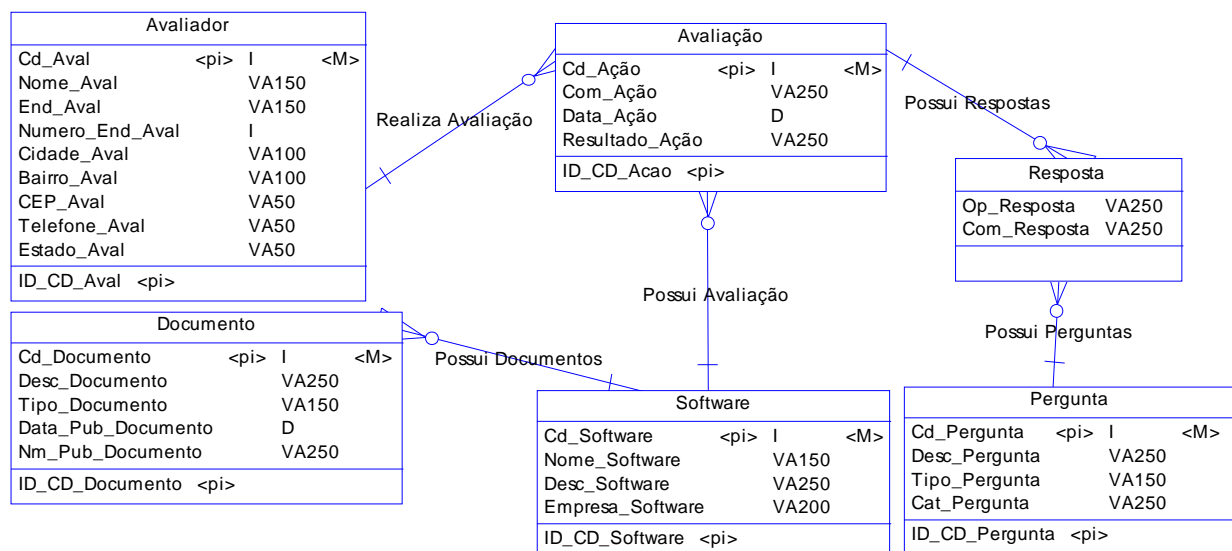 Avaliador
Cd_Aval <pi> I <M>
Nome_Aval VA150
End_Aval VA150
Numero_End_Aval I
Cidade_Aval VA100
Bairro_Aval VA100
CEP_Aval VA50
Telefone_Aval VA50
Estado_Aval VA50
ID_CD_Aval <pi>
Realiza Avaliação
Avaliação
Cd_Ação <pi> I <M>
Com_Ação VA250
Data_Ação D
Resultado_Ação VA250
ID_CD_Acao <pi>
Possui Respostas
Resposta
Op_Resposta VA250
Com_Resposta VA250
Possui Avaliação
Possui Perguntas
Documento
Cd_Documento <pi> I <M>
Desc_Documento VA250
Tipo_Documento VA150
Data_Pub_Documento D
Nm_Pub_Documento VA250
ID_CD_Documento <pi>
Possui Documentos
Software
Cd_Software <pi> I <M>
Nome_Software VA150
Desc_Software VA250
Empresa_Software VA200
ID_CD_Software <pi>
Pergunta
Cd_Pergunta <pi> I <M>
Desc_Pergunta VA250
Tipo_Pergunta VA150
Cat_Pergunta VA250
ID_CD_Pergunta <pi>